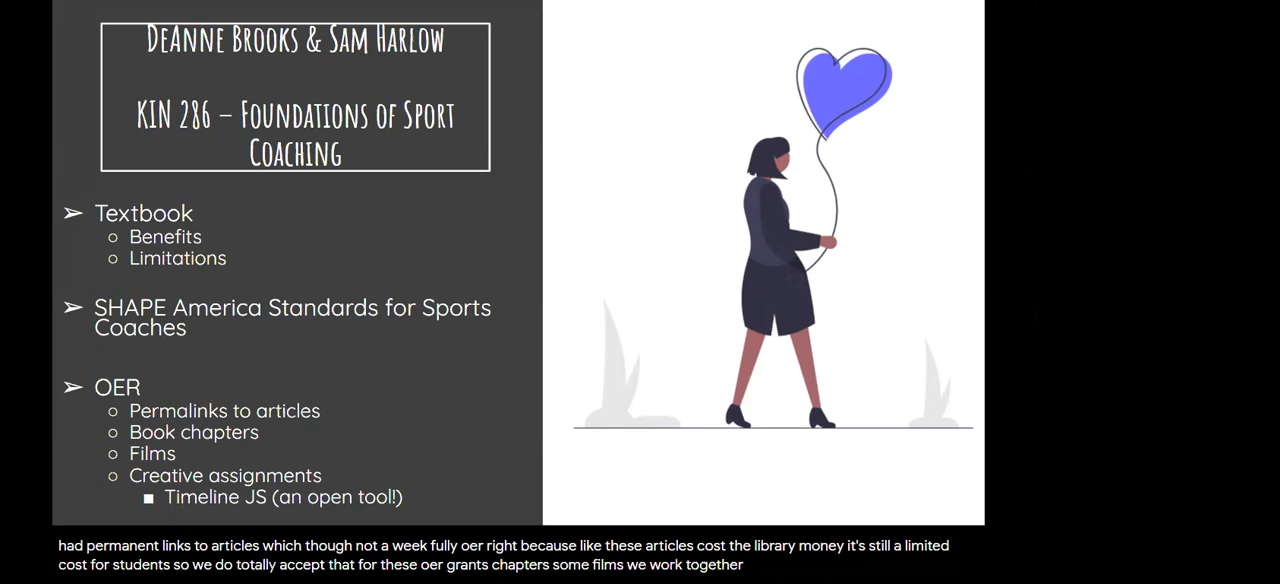 DeAnne Brooks & Sam Harlow
KIN 286 – Foundations of Sport
Coaching
➢ Textbook
○ Benefits
○ Limitations
➢ SHAPE America Standards for Sports
Coaches
➢ OER
○ Permalinks to articles
○ Book chapters
○ Films
○ Creative assignments
■ Timeline JS (an open tool!)
had permanent links to articles which though not a week fully oer right because like these articles cost the library money it's still a limited
cost for students so we do totally accept that for these oer grants chapters some films we work together